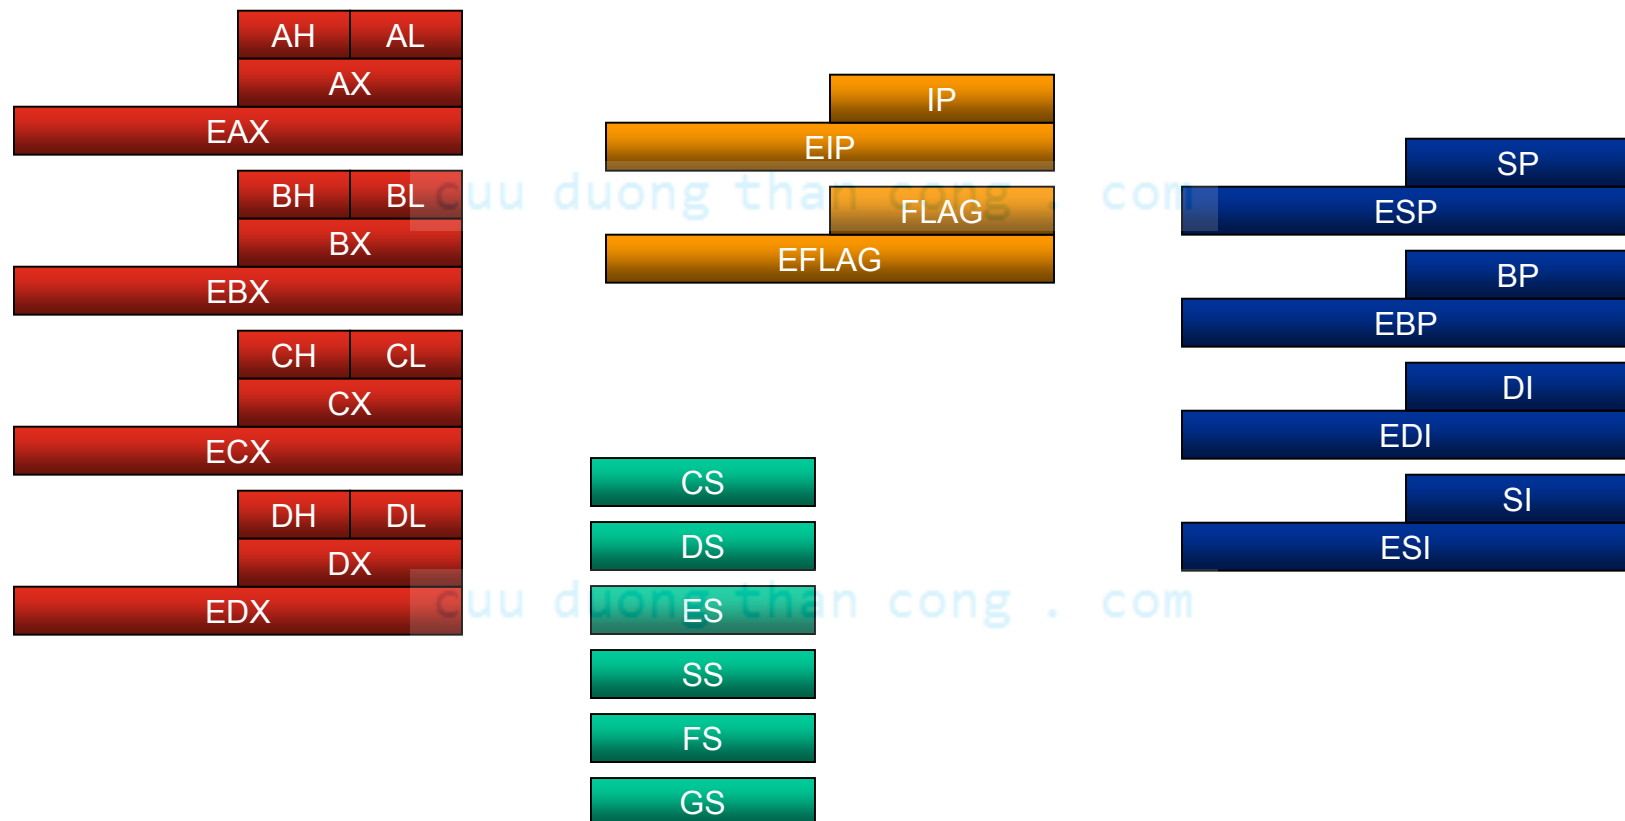 AH AL
AX
EAX
BH BL
BX
EBX
CH CL
CX
ECX
DH DL
DX
EDX
IP
EIP
FLAG
EFLAG
CS
DS
ES
SS
FS
GS
SP
ESP
BP
EBP
DI
EDI
SI
ESI
cuu duong than cong . com
cuu duong than cong . com